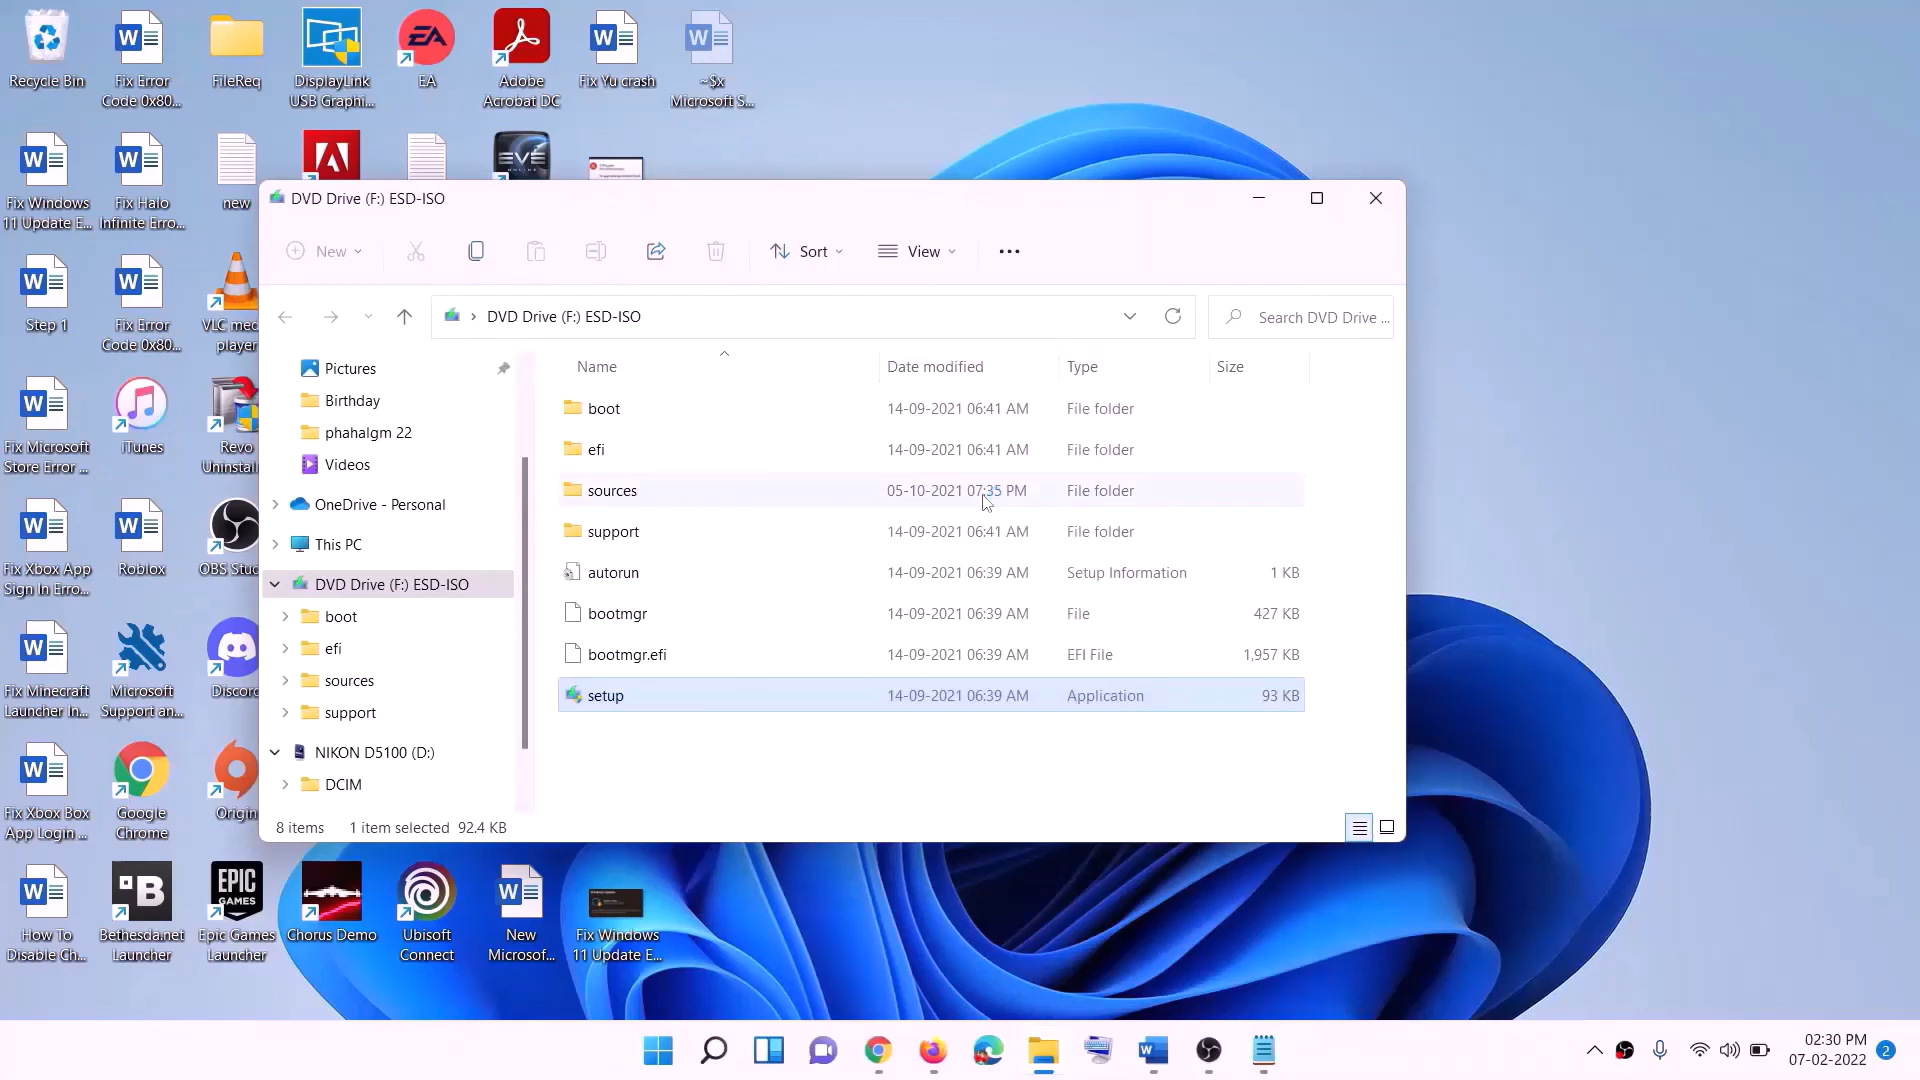 Recycle Bin
Fix Error
Code 0x80...
FileReq
DisplayLink
USB Graphi...
EA
EA
Adobe
Acrobat DC
Fix Yu crash
~$x
Microsoft S...
Fix Windows
11 Update E...
Fix Halo
Infinite Erro...
new
EVE
ONLINE
Step 1
Fix Error
Code 0x80...
VLC med
player
Fix Microsoft
Store Error ...
iTunes
Revo
Uninstall
Fix Xbox App
Sign In Erro...
Roblox
OBS Stud
Fix Minecraft
Launcher In...
Microsoft
Support an...
Discord
Fix Xbox Box
App Login ...
Google
Chrome
Origin
How To
Disable Ch...
Bethesda.net
Launcher
EPIC
GAMES
Epic Games
Launcher
Chorus Demo
Ubisoft
Connect
New
Microsof...
Fix Windows
11 Update E...
DVD Drive (F:) ESD-ISO
New
Sort
View
DVD Drive (F:) ESD-ISO
Search DVD Drive ...
Pictures
Birthday
phahalgm 22
Videos
OneDrive - Personal
This PC
DVD Drive (F:) ESD-ISO
boot
efi
sources
support
NIKON D5100 (D:)
DCIM
Name Date modified Type Size
boot 14-09-2021 06:41 AM File folder
efi 14-09-2021 06:41 AM File folder
sources 05-10-2021 07:35 PM File folder
support 14-09-2021 06:41 AM File folder
autorun 14-09-2021 06:39 AM Setup Information 1 KB
bootmgr 14-09-2021 06:39 AM File 427 KB
bootmgr.efi 14-09-2021 06:39 AM EFI File 1,957 KB
setup 14-09-2021 06:39 AM Application 93 KB
8 items 1 item selected 92.4 KB
02:30 PM
07-02-2022
2